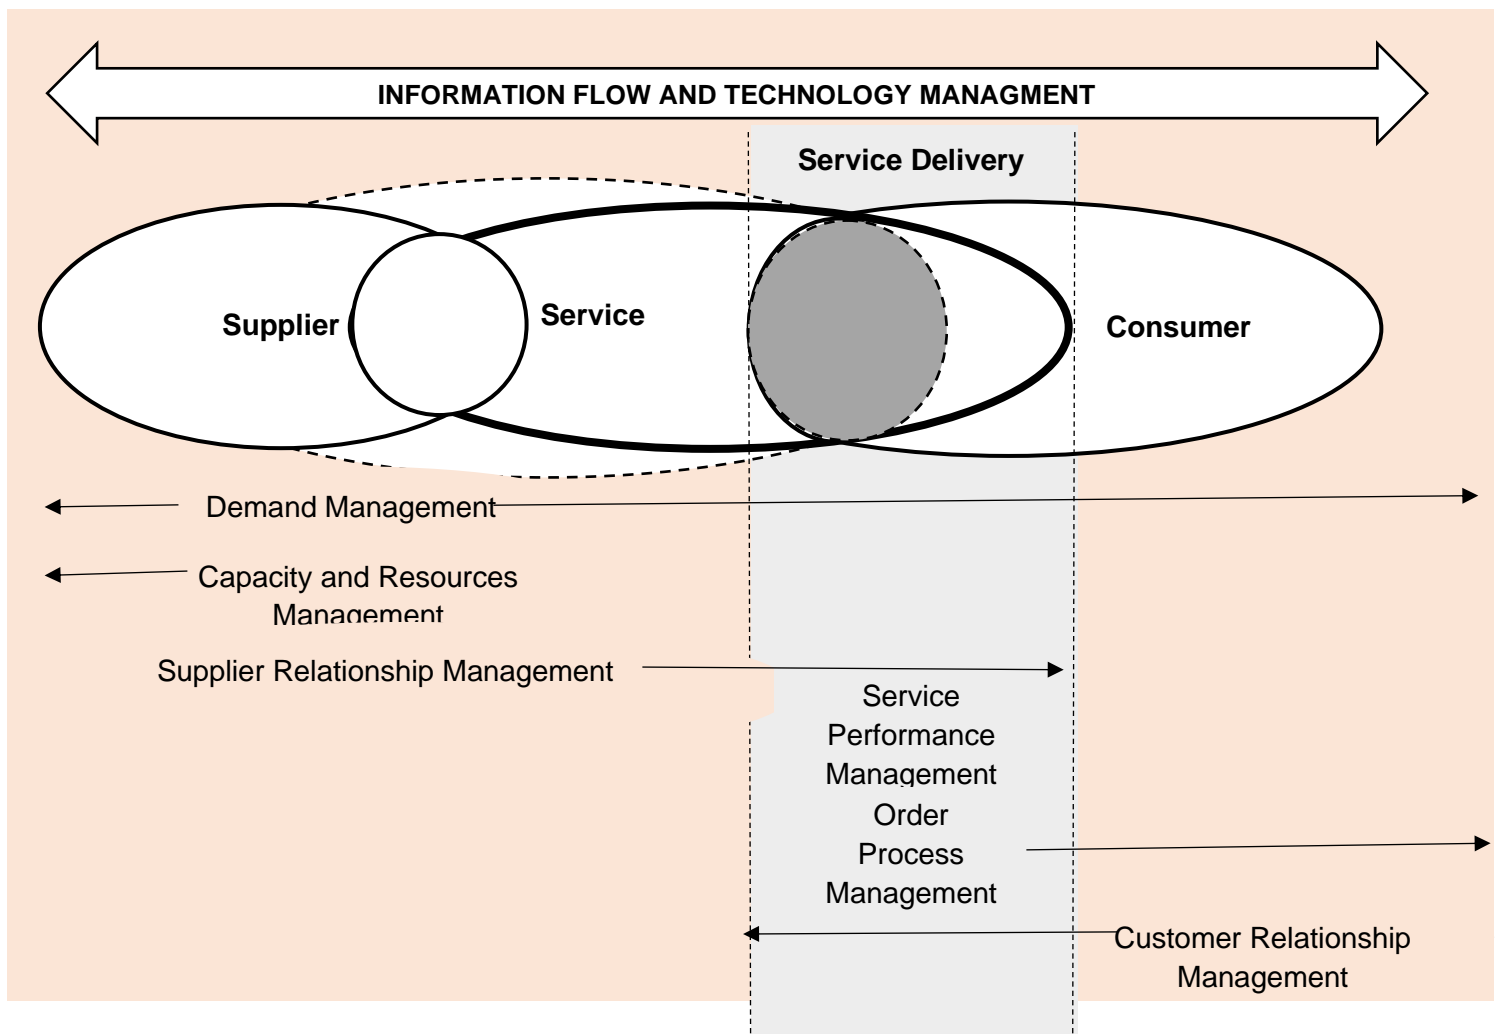 INFORMATION FLOW AND TECHNOLOGY MANAGMENT
Service Delivery
Supplier
Service
Consumer
Demand Management
Capacity and Resources
Management
Supplier Relationship Management
Service
Performance
Management
Order
Process
Management
Customer Relationship
Management